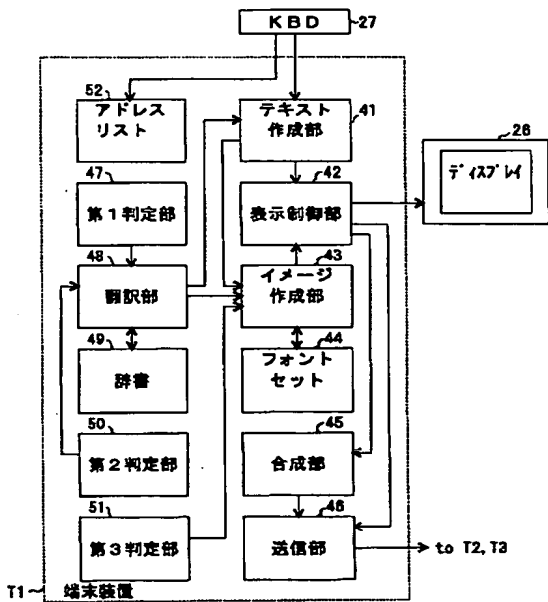 KBD
27
52
アドレス
リスト
テキスト
作成部
41
26
ディスプレイ
47
第1判定部
42
表示制御部
48
翻訳部
43
イメージ
作成部
49
辞書
44
フォント
セット
50
第2判定部
45
合成部
51
第3判定部
46
送信部
to T2,T3
T1
端末装置